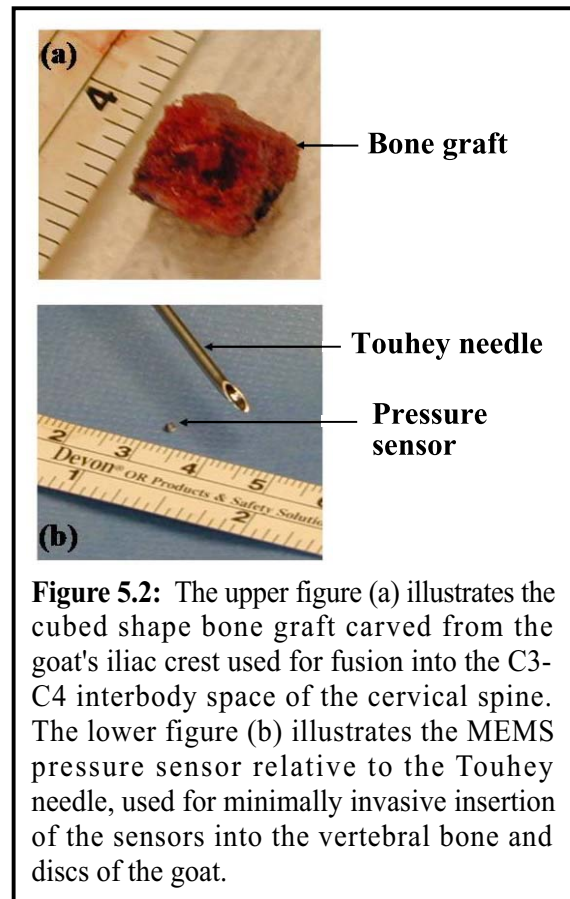 (a)
4
Bone graft
Touhey needle
Pressure
sensor
2 3 4 5
Devon® OR Products & Safety Solutio
1 2
(b)
Figure 5.2: The upper figure (a) illustrates the
cubed shape bone graft carved from the
goat's iliac crest used for fusion into the C3-
C4 interbody space of the cervical spine.
The lower figure (b) illustrates the MEMS
pressure sensor relative to the Touhey
needle, used for minimally invasive insertion
of the sensors into the vertebral bone and
discs of the goat.